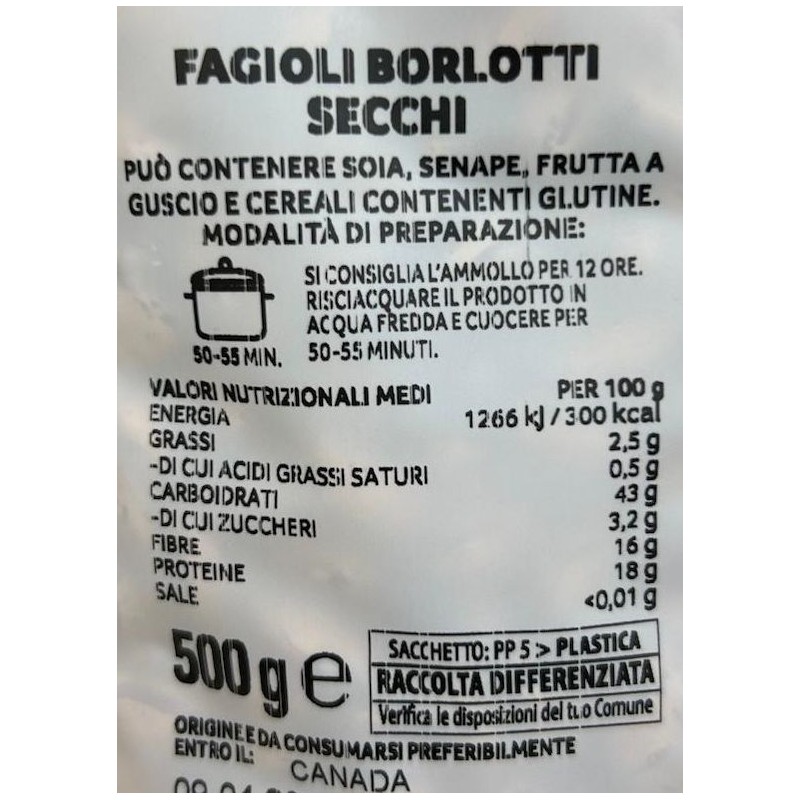 FAGIOLI BORLOTTI
SECCHI
PUÒ CONTENERE SOIA, SENAPE, FRUTTA A
GUSCIO E CEREALI CONTENENTI GLUTINE.
MODALITÀ DI PREPARAZIONE:
SI CONSIGLIA L'AMMOLLO PER 12 ORE.
RISCIACQUARE IL PRODOTTO IN
ACQUA FREDDA E CUOCERE PER
50-55 MINUTI.
50-55 MIN.
VALORI NUTRIZIONALI MEDI PER 100 g
ENERGIA 1266 kJ / 300 kcal
GRASSI 2,5 g
-DI CUI ACIDI GRASSI SATURI 0,5 g
CARBOIDRATI 43 g
-DI CUI ZUCCHERI 3,2 g
FIBRE 16 g
PROTEINE 18 g
SALE <0,01 g
500 g e
SACCHETTO: PP 5 > PLASTICA
RACCOLTA DIFFERENZIATA
Verifica le disposizioni del tuo Comune
ORIGINE E DA CONSUMARSI PREFERIBILMENTE
ENTRO IL:
CANADA